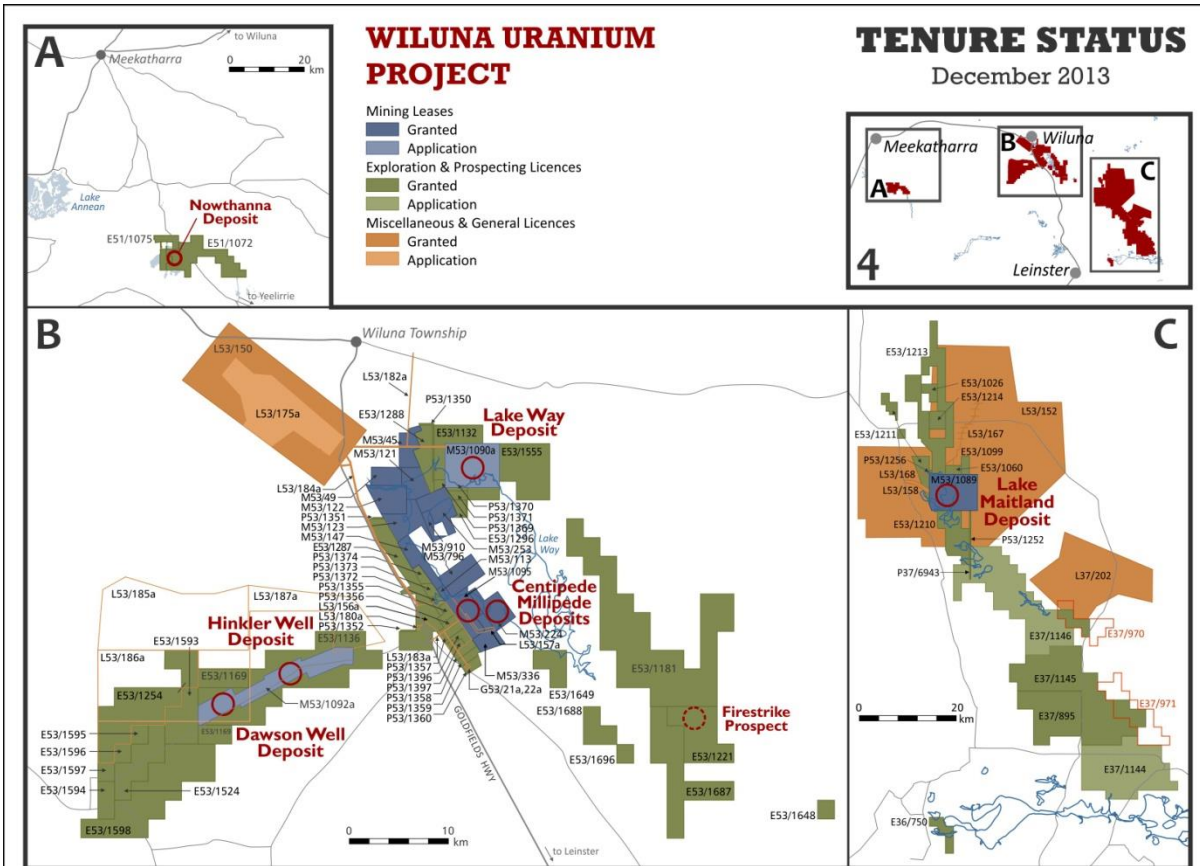 WILUNA URANIUM
PROJECT
Mining Leases
Granted
Application
Exploration & Prospecting Licences
Granted
Application
Miscellaneous & General Licences
Granted
Application
TENURE STATUS
December 2013
A
to Wiluna
Meekatharra
0 20
km
Lake
Annean
Nowthanna
Deposit
E51/1075
E51/1072
to Yeelirrie
Meekatharra
Wiluna
A
B
C
Leinster
4
B
Wiluna Township
L53/150
L53/175a
L53/182a
P53/1350
E53/1288
E53/1132
Lake Way
Deposit
M53/45
M53/1090a
E53/1555
M53/121
L53/184a
M53/49
M53/122
P53/1351
M53/123
M53/147
E53/1287
P53/1374
P53/1373
P53/1372
P53/1355
P53/1356
L53/156a
L53/180a
P53/1352
P53/1370
P53/1371
P53/1369
E53/1296
M53/253
M53/910
M53/796
M53/113
M53/1095
Lake
Way
Centipede
Millipede
Deposits
M53/224
L53/157a
L53/183a
P53/1357
P53/1396
P53/1397
P53/1358
P53/1359
P53/1360
M53/336
G53/21a,22a
L53/185a
L53/187a
Hinkler Well
Deposit
E53/1136
E53/1593
L53/186a
E53/1169
E53/1254
M53/1092a
E53/1169
Dawson Well
Deposit
E53/1595
E53/1596
E53/1597
E53/1594
E53/1524
E53/1598
GOLDFIELDS HWY
E53/1181
E53/1649
E53/1688
Firestrike
Prospect
E53/1696
E53/1221
E53/1687
E53/1648
0 10
km
to Leinster
C
E53/1213
E53/1026
E53/1214
L53/152
E53/1211
L53/167
E53/1099
P53/1256
E53/1060
L53/168
M53/1089
L53/158
Lake
Maitland
Deposit
E53/1210
P53/1252
P37/6943
L37/202
E37/1146
E37/970
E37/1145
E37/971
E37/895
0 20
km
E37/1144
E36/750